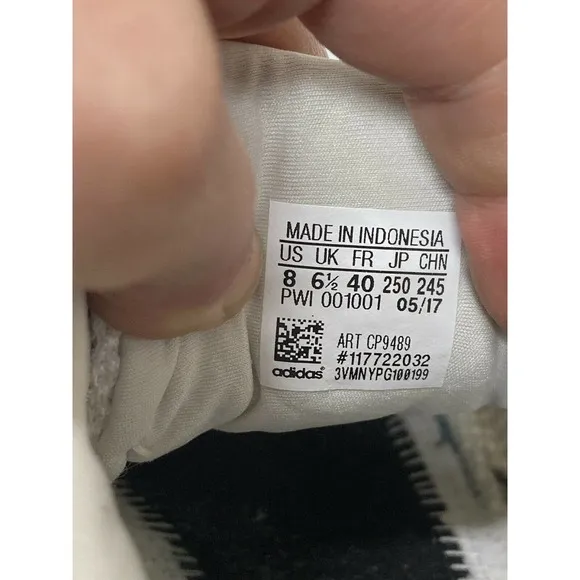 MADE IN INDONESIA
US UK FR JP CHN
8 6½ 40 250 245
PWI 001001 05/17
ART CP9489
#117722032
adidas® 3VMNYPG100199